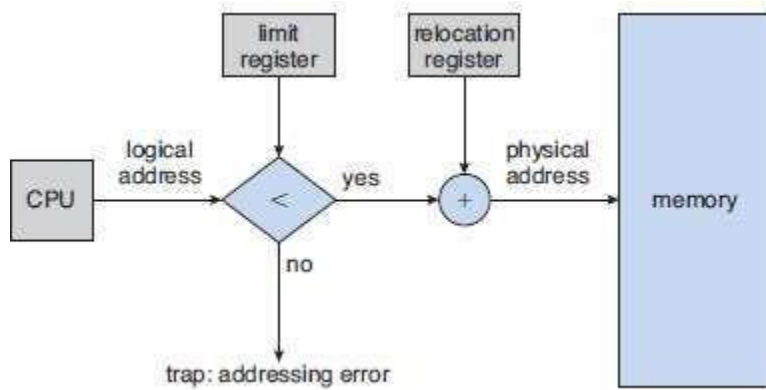 limit
register
relocation
register
logical
address
yes
physical
address
CPU
<
+
memory
no
trap: addressing error